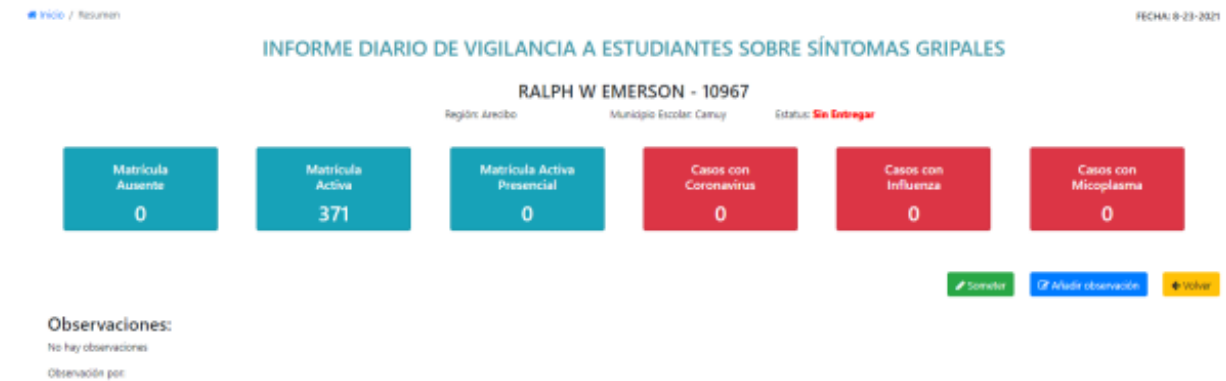 Inicio / Resumen
FECHA: 8-23-2021
INFORME DIARIO DE VIGILANCIA A ESTUDIANTES SOBRE SÍNTOMAS GRIPALES
RALPH W EMERSON - 10967
Región: Arecibo Municipio Escolar: Camuy Estatus: Sin Entregar
Matrícula
Ausente
0
Matrícula
Activa
371
Matrícula Activa
Presencial
0
Casos con
Coronavirus
0
Casos con
Influenza
0
Casos con
Micoplasma
0
Someter
Añadir observación
Volver
Observaciones:
No hay observaciones
Observación por: